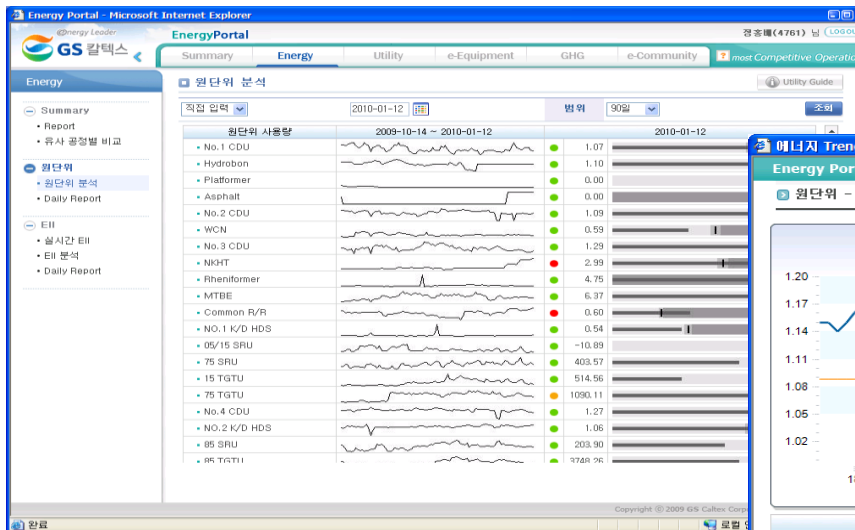 Energy Portal - Microsoft Internet Explorer
@nergy Leader
GS 칼텍스
EnergyPortal
(4761) 님 (LOGOU
Summary Energy Utility e-Equipment GHG e-Community ? most Competitive Operatio
Energy
원단위 분석
Utility Guide
Summary
Report
유사 공정별 비교
원단위
원단위 분석
Daily Report
EII
실시간 EII
EII 분석
Daily Report
직접 입력 2010-01-12 범위 90일 조회
원단위 사용량 2009-10-14 ~ 2010-01-12 2010-01-12
No.1 CDU 1.07
Hydrobon 1.10
Platformer 0.00
Asphalt 0.00
No.2 CDU 1.09
WCN 0.59
No.3 CDU 1.29
NKHT 2.99
Rheniformer 4.75
MTBE 6.37
Common R/R 0.60
NO.1 K/D HDS 0.54
05/15 SRU -10.89
75 SRU 403.57
15 TGTU 514.56
75 TGTU 1090.11
No.4 CDU 1.27
NO.2 K/D HDS 1.06
85 SRU 203.90
85 TGTU 3748.26
에너지 Tren
Energy Por
원단위 -
1.20
1.17
1.14
1.11
1.08
1.05
1.02
18
Copyright © 2009 GS Caltex Corp
완료
로컬